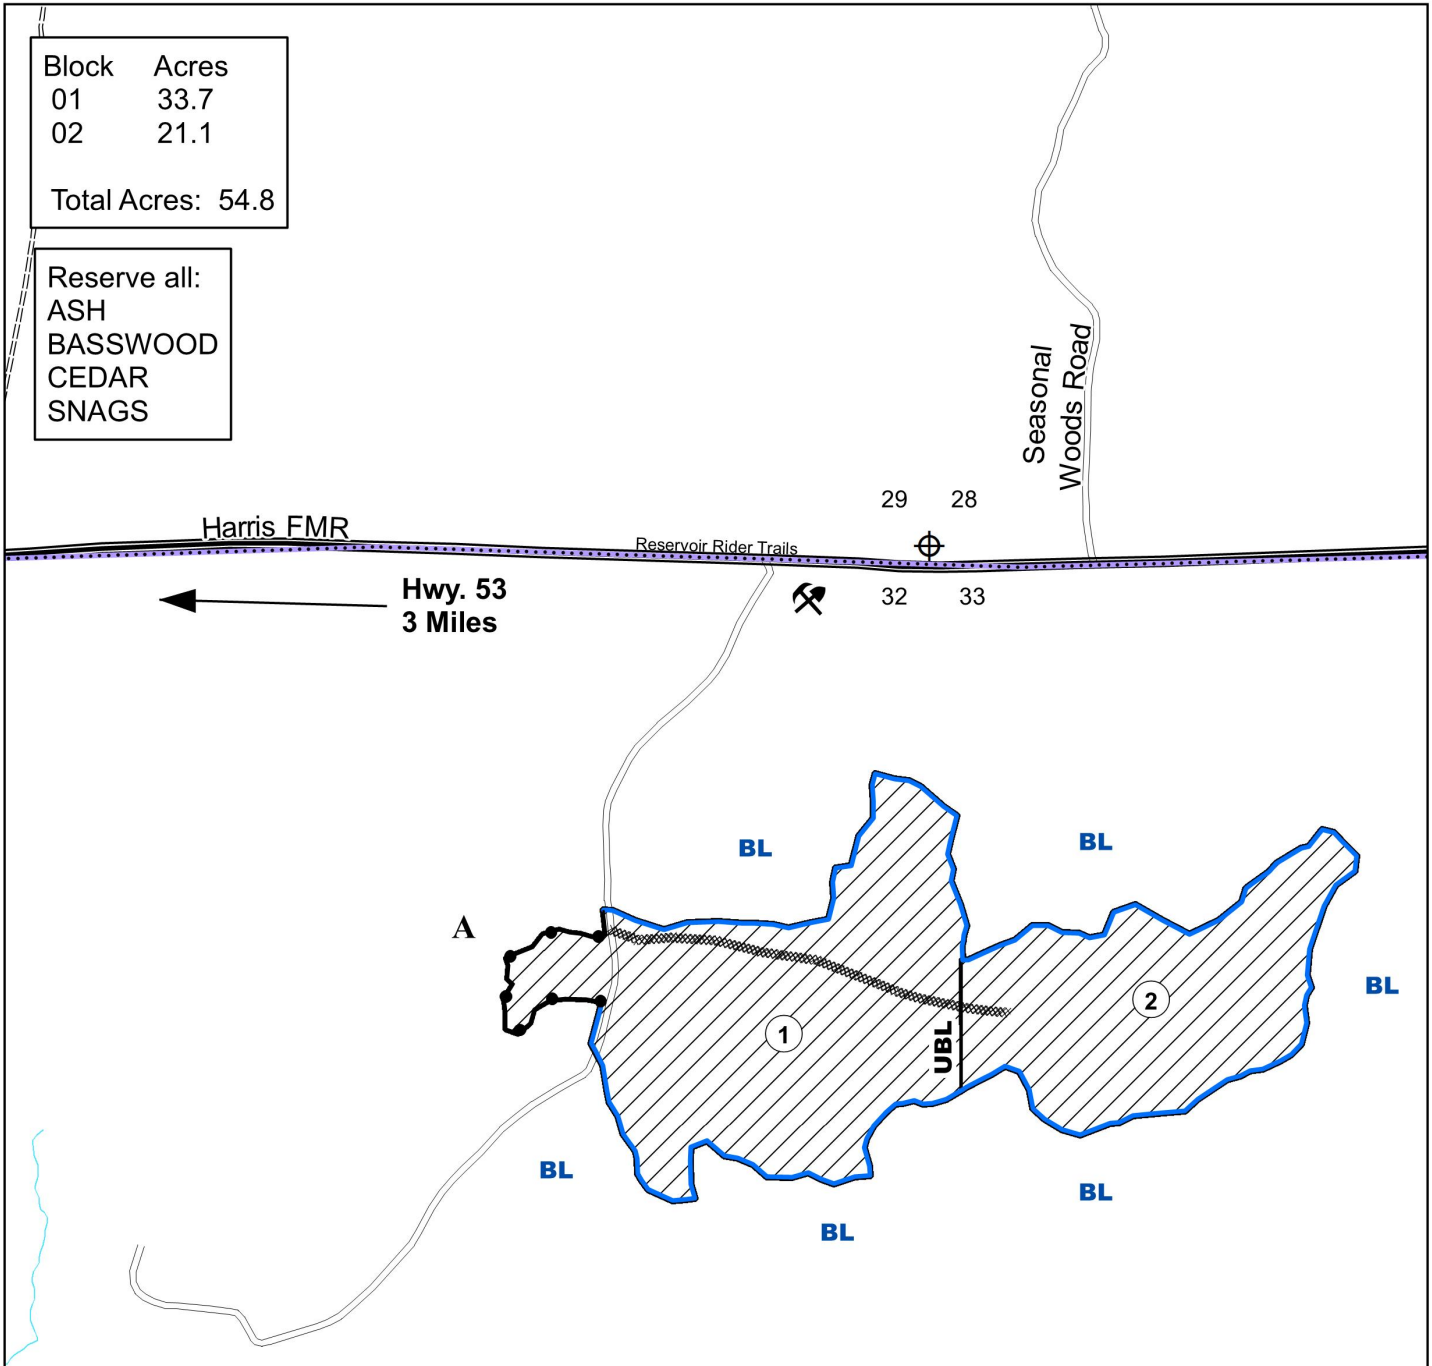 Block Acres
01 33.7
02 21.1
Total Acres: 54.8
Reserve all:
ASH
BASSWOOD
CEDAR
SNAGS
Seasonal
Woods Road
29 28
Harris FMR
Reservoir Rider Trails
Hwy. 53
3 Miles
32 33
BL
BL
A
BL
2
1
UBL
BL
BL
BL